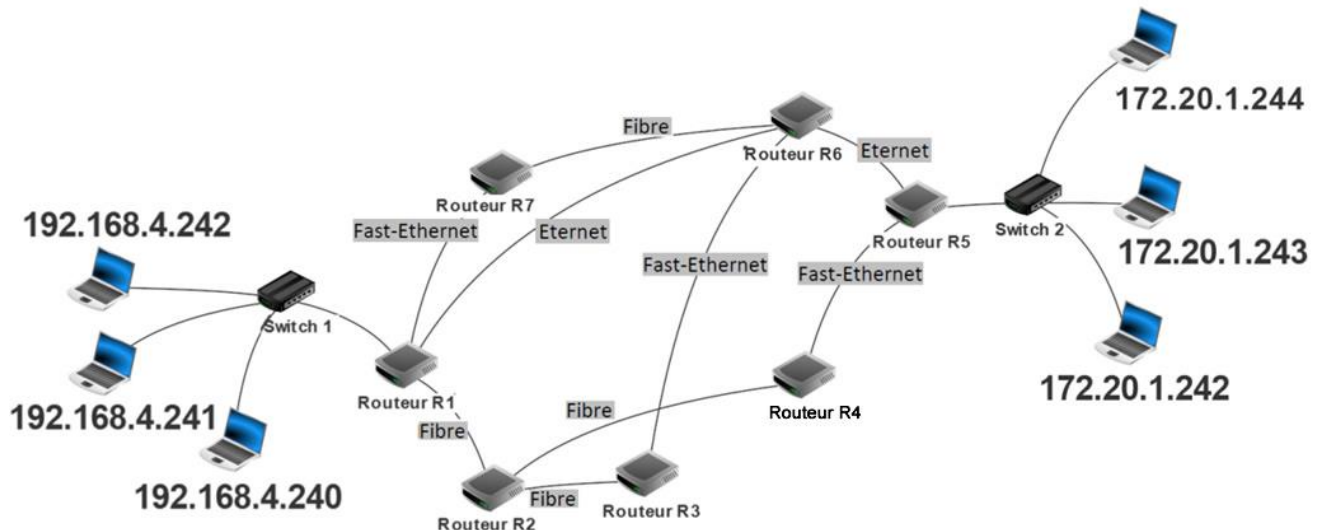 172.20.1.244
Fibre
Routeur R6
Eternet
Routeur R7
172.20.1.243
192.168.4.242
Fast-Ethernet
Eternet
Routeur R5
Switch 2
Fast-Ethernet
Fast-Ethernet
Switch 1
172.20.1.242
Routeur R1
192.168.4.241
Fibre
Routeur R4
Fibre
192.168.4.240
Fibre
Routeur R3
Routeur R2